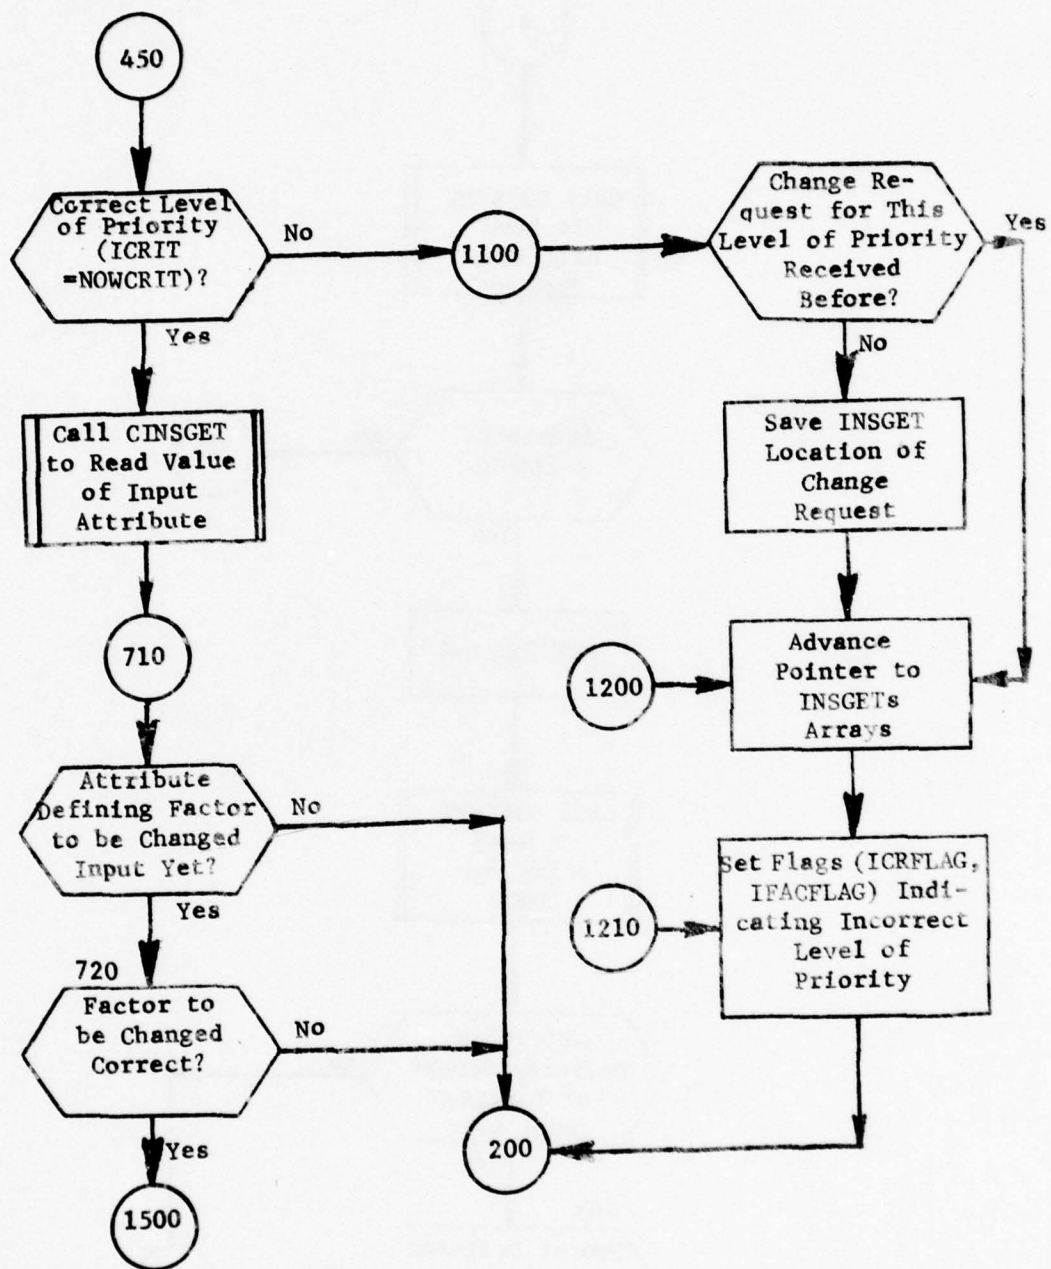 450
Correct Level
of Priority
(ICRIT
=NOWCRIT)?
No
Yes
1100
Change Re-
quest for This
Level of Priority
Received
Before?
Yes
No
Call CINSGET
to Read Value
of Input
Attribute
Save INSGET
Location of
Change
Request
710
1200
Advance
Pointer to
INSGETs
Arrays
Attribute
Defining Factor
to be Changed
Input Yet?
No
Yes
1210
Set Flags (ICRFLAG,
IFACFLAG) Indi-
cating Incorrect
Level of
Priority
720
Factor to
be Changed
Correct?
No
Yes
200
1500